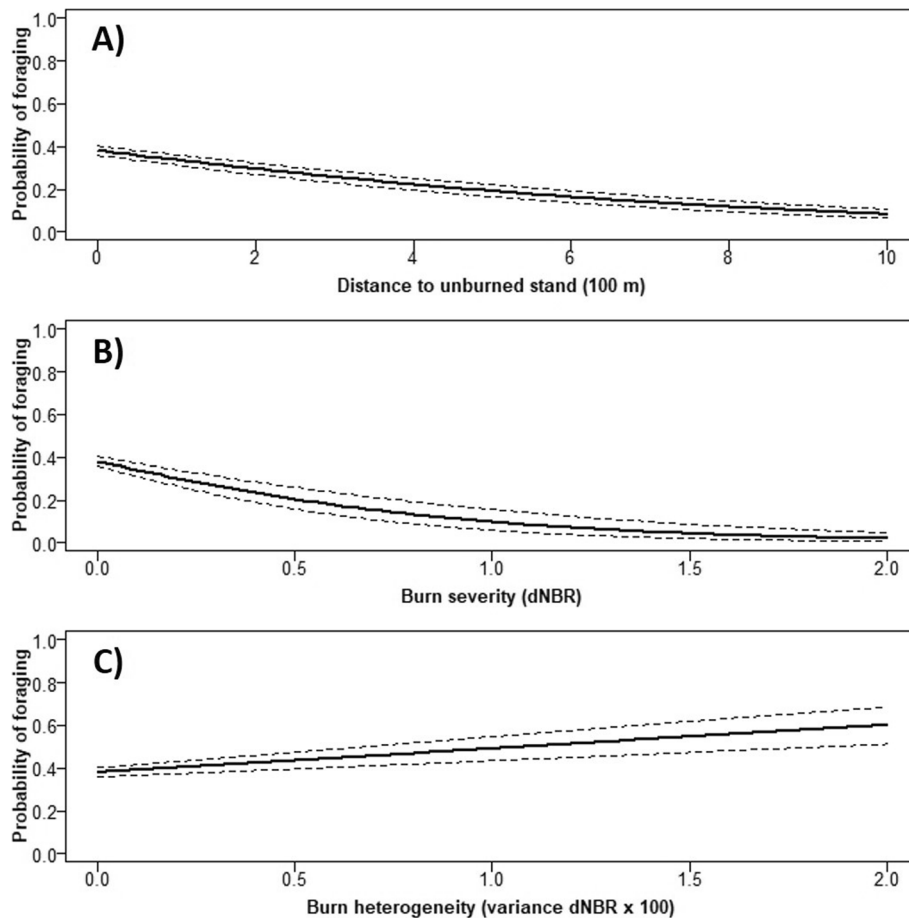 A)
Probability of foraging
1.0
0.8
0.6
0.4
0.2
0.0
0 2 4 6 8 10
Distance to unburned stand (100 m)
B)
Probability of foraging
1.0
0.8
0.6
0.4
0.2
0.0
0.0 0.5 1.0 1.5 2.0
Burn severity (dNBR)
C)
Probability of foraging
1.0
0.8
0.6
0.4
0.2
0.0
0.0 0.5 1.0 1.5 2.0
Burn heterogeneity (variance dNBR x 100)